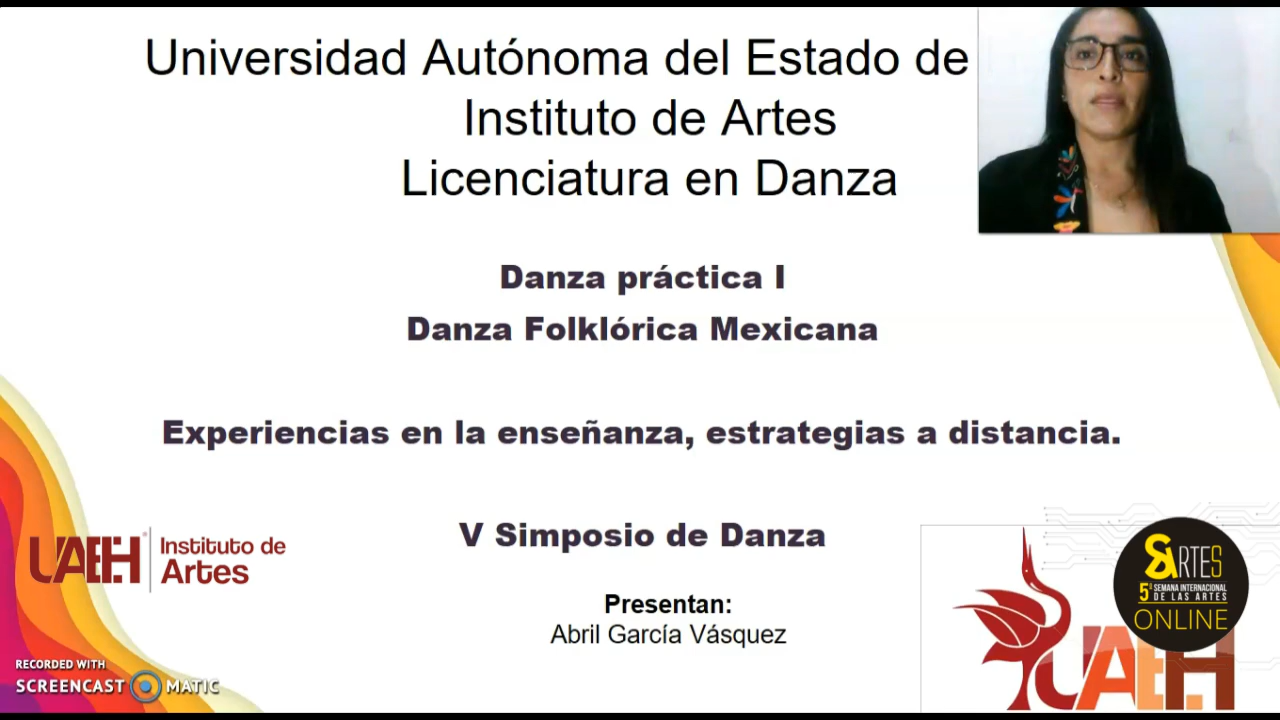 Universidad Autónoma del Estado de
Instituto de Artes
Licenciatura en Danza
Danza práctica I
Danza Folklórica Mexicana
Experiencias en la enseñanza, estrategias a distancia.
V Simposio de Danza
UAEH
Instituto de
Artes
Presentan:
Abril García Vásquez
SARTES
5ª SEMANA INTERNACIONAL
DE LAS ARTES
ONLINE
UAEH
RECORDED WITH
SCREENCAST MATIC